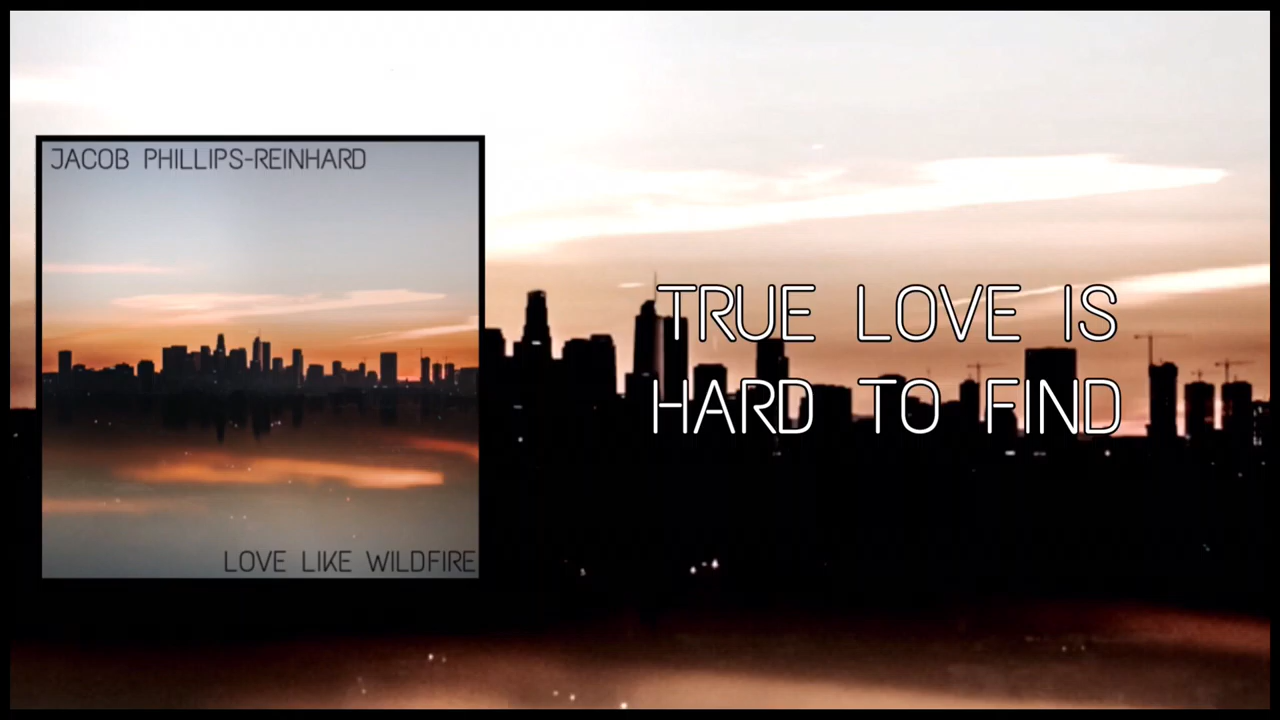 JACOB PHILLIPS-REINHARD
LOVE LIKE WILDFIRE
TRUE LOVE IS
HARD TO FIND